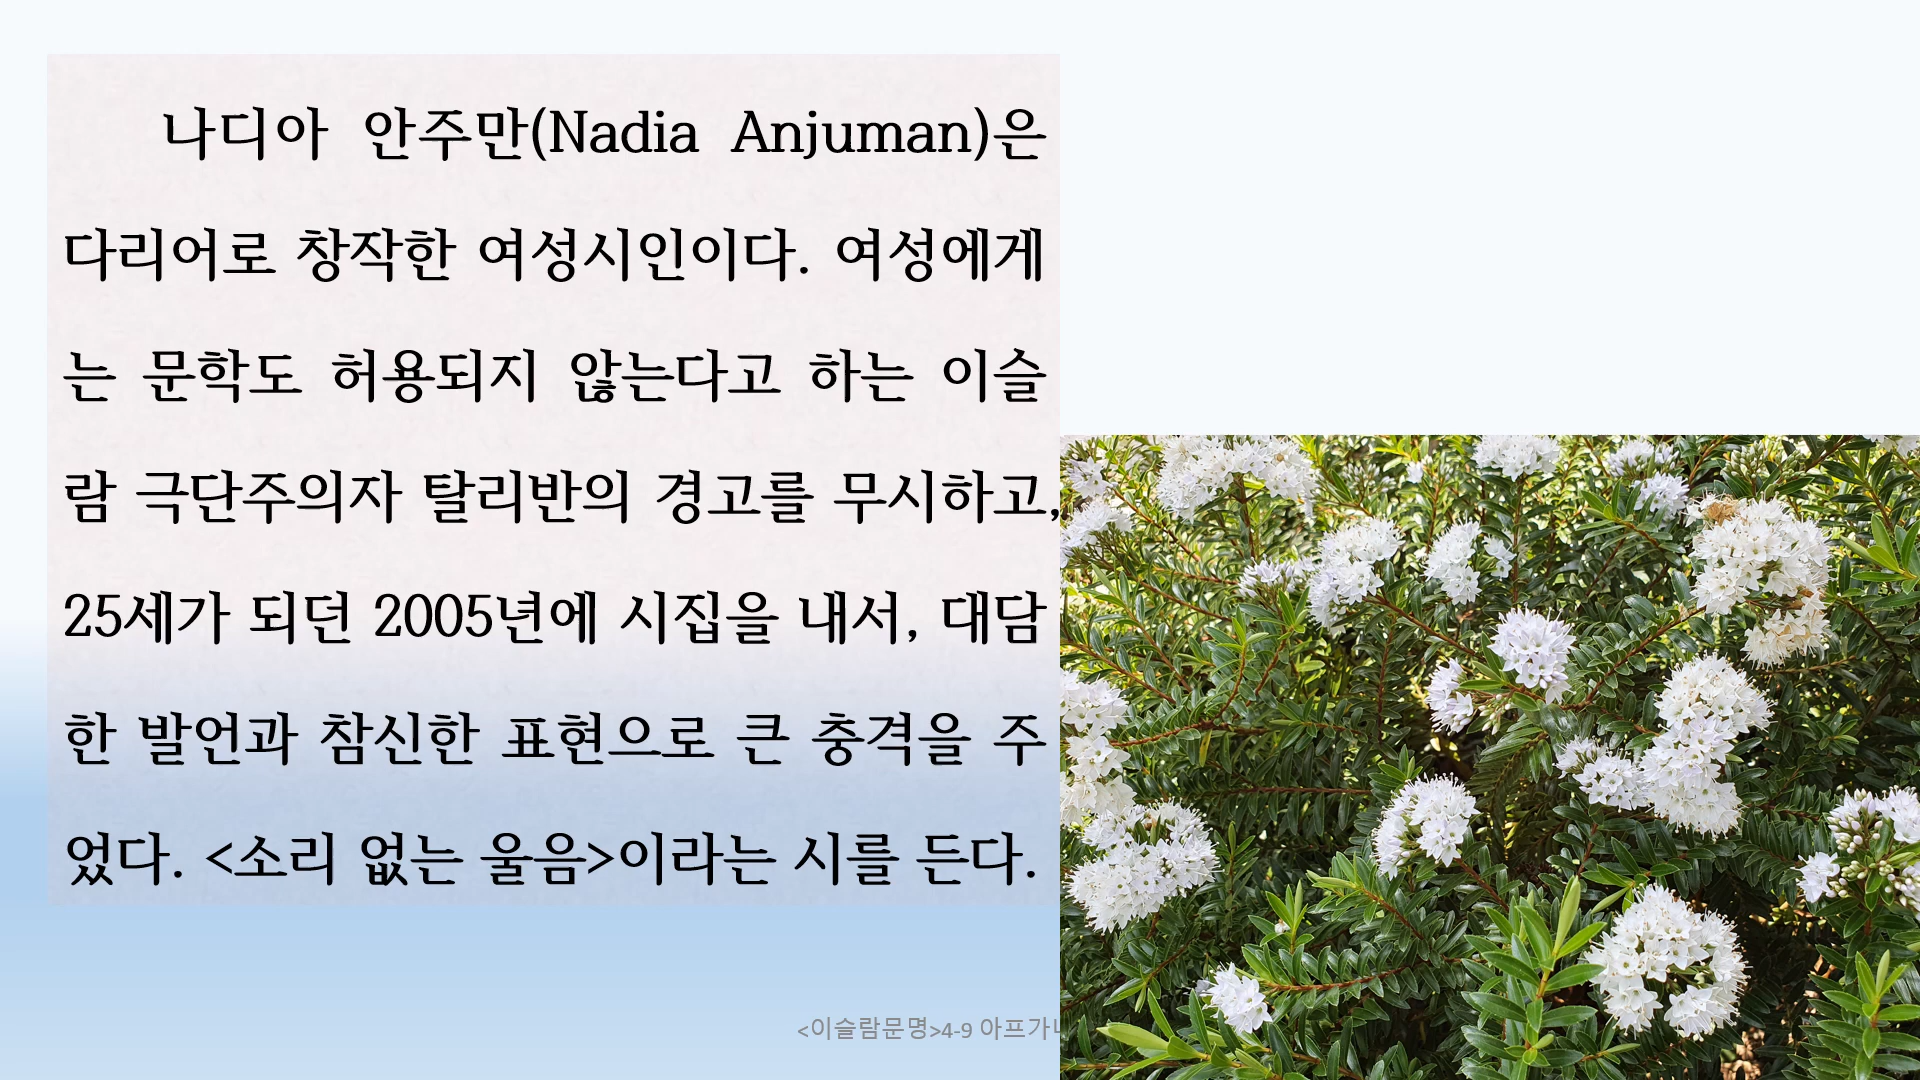 나디아 안주만(Nadia Anjuman)은
다리어로 창작한 여성시인이다. 여성에게
는 문학도 허용되지 않는다고 하는 이슬
람 극단주의자 탈리반의 경고를 무시하고,
25세가 되던 2005년에 시집을 내서, 대담
한 발언과 참신한 표현으로 큰 충격을 주
었다. <소리 없는 울음>이라는 시를 든다.
<이슬람문명>4-9 아프가